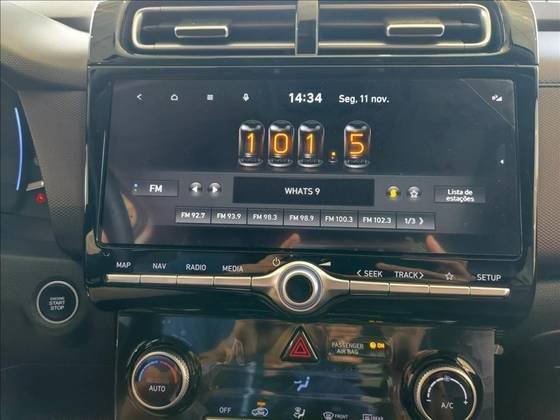 14:34 Seg, 11 nov.
101.5
FM
WHATS 9
Lista de
estações
FM 92.7 FM 93.9 FM 98.3 FM 98.9 FM 100.3 FM 102.3 1/3
MAP NAV RADIO MEDIA < SEEK TRACK > SETUP
ENGINE
START
STOP
PASSENGER
AIR BAG
ON
AUTO
A/C
OFF
FRONT
REAR